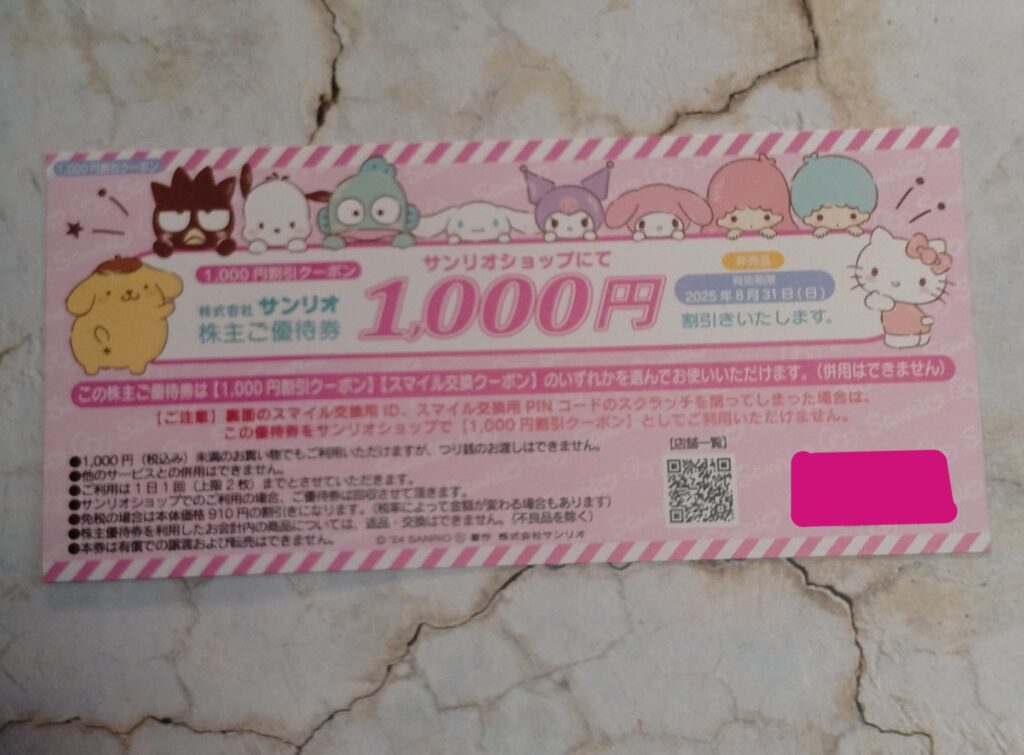 1,000円割引クーポン
サンリオショップにて
1,000円割引クーポン
株式会社 サンリオ
株主ご優待券
1,000円
非売品
有効期限
2025年8月31日(日)
割引きいたします。
この株主ご優待券は【1,000円割引クーポン】【スマイル交換クーポン】のいずれかを選んでお使いいただけます。(併用はできません)
【ご注意】裏面のスマイル交換用ID、スマイル交換用PINコードのスクラッチを削ってしまった場合は、
この優待券をサンリオショップで【1,000円割引クーポン】としてご利用いただけません。
●1,000円(税込み)未満のお買い物でもご利用いただけますが、つり銭のお渡しはできません。
●他のサービスとの併用はできません。
●ご利用は1日1回(上限2枚)までとさせていただきます。
●サンリオショップでのご利用の場合、ご優待券は回収させて頂きます。
●免税の場合は本体価格910円の割引きになります。(税率によって金額が変わる場合もあります)
●株主優待券を利用したお会計内の商品については、返品・交換はできません。(不良品を除く)
●本券は有償での譲渡および転売はできません。
© '24 SANRIO 著作 株式会社サンリオ
【店舗一覧】